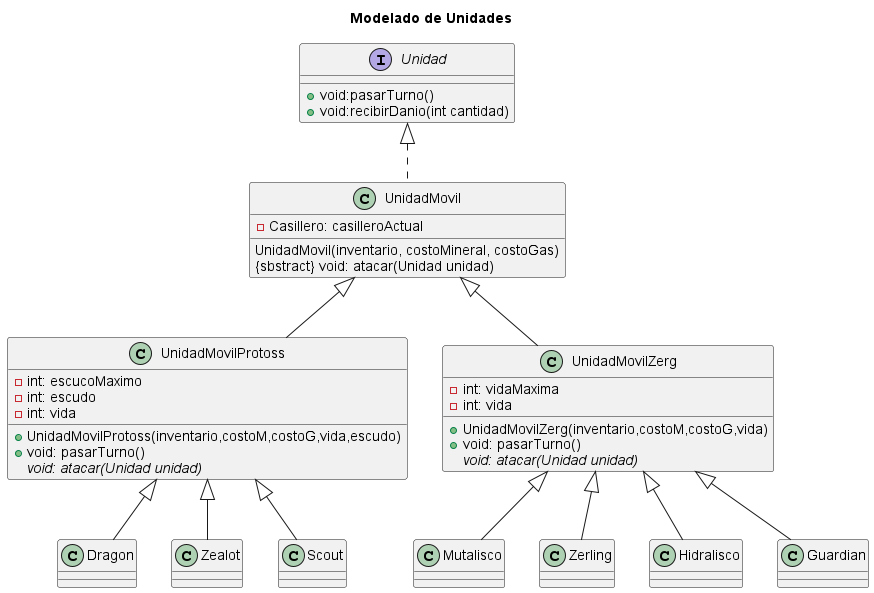 Modelado de Unidades
I Unidad
void:pasarTurno()
void:recibirDanio(int cantidad)
C UnidadMovil
Casillero: casilleroActual
UnidadMovil(inventario, costoMineral, costoGas)
{sbstract} void: atacar(Unidad unidad)
C UnidadMovilProtoss
int: escucoMaximo
int: escudo
int: vida
UnidadMovilProtoss(inventario,costoM,costoG,vida,escudo)
void: pasarTurno()
void: atacar(Unidad unidad)
C UnidadMovilZerg
int: vidaMaxima
int: vida
UnidadMovilZerg(inventario,costoM,costoG,vida)
void: pasarTurno()
void: atacar(Unidad unidad)
C Dragon
C Zealot
C Scout
C Mutalisco
C Zerling
C Hidralisco
C Guardian